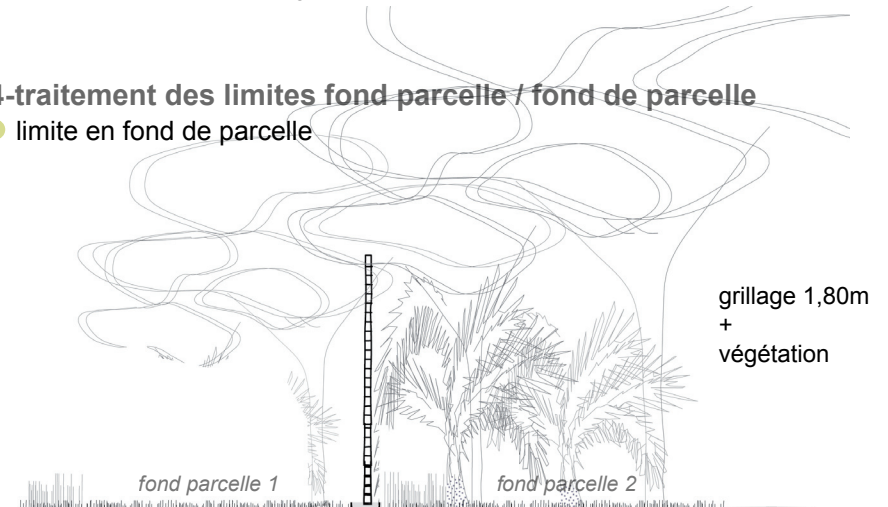 4-traitement des limites fond parcelle / fond de parcelle
limite en fond de parcelle
grillage 1,80m
+
végétation
fond parcelle 1
fond parcelle 2